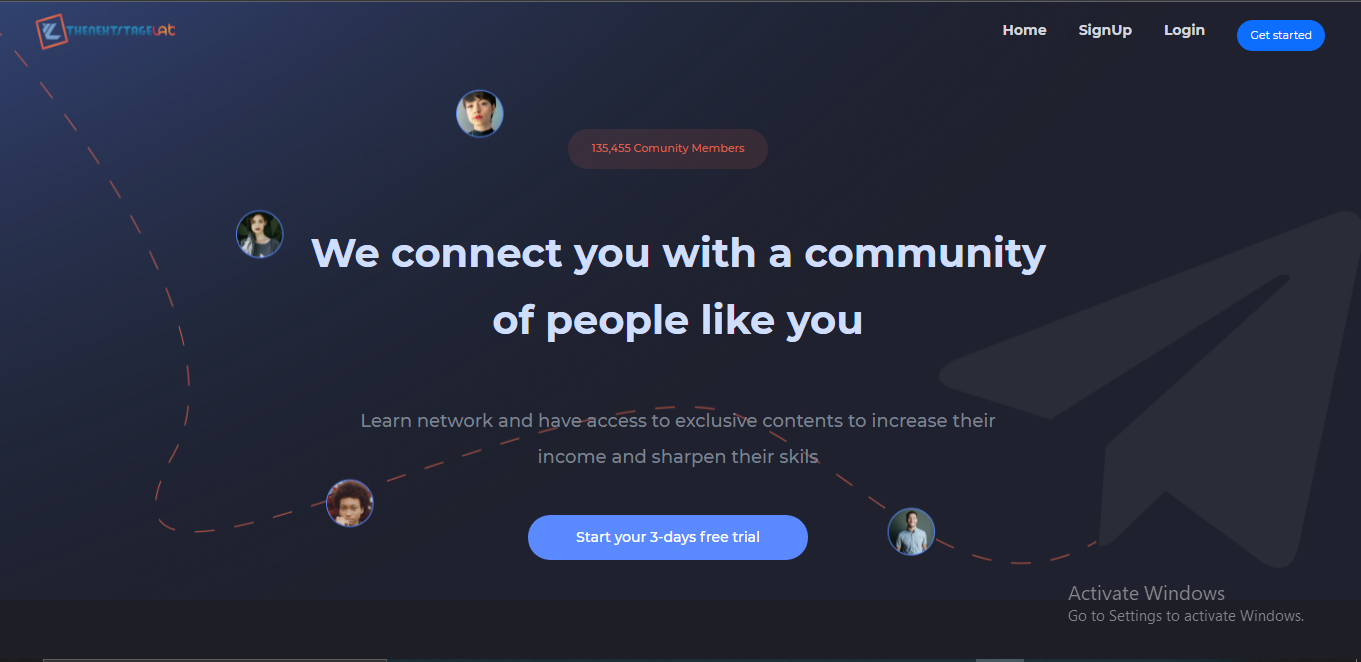 THENEXTSTAGELAB
Home SignUp Login Get started
135,455 Comunity Members
We connect you with a community
of people like you
Learn network and have access to exclusive contents to increase their
income and sharpen their skils
Start your 3-days free trial
Activate Windows
Go to Settings to activate Windows.